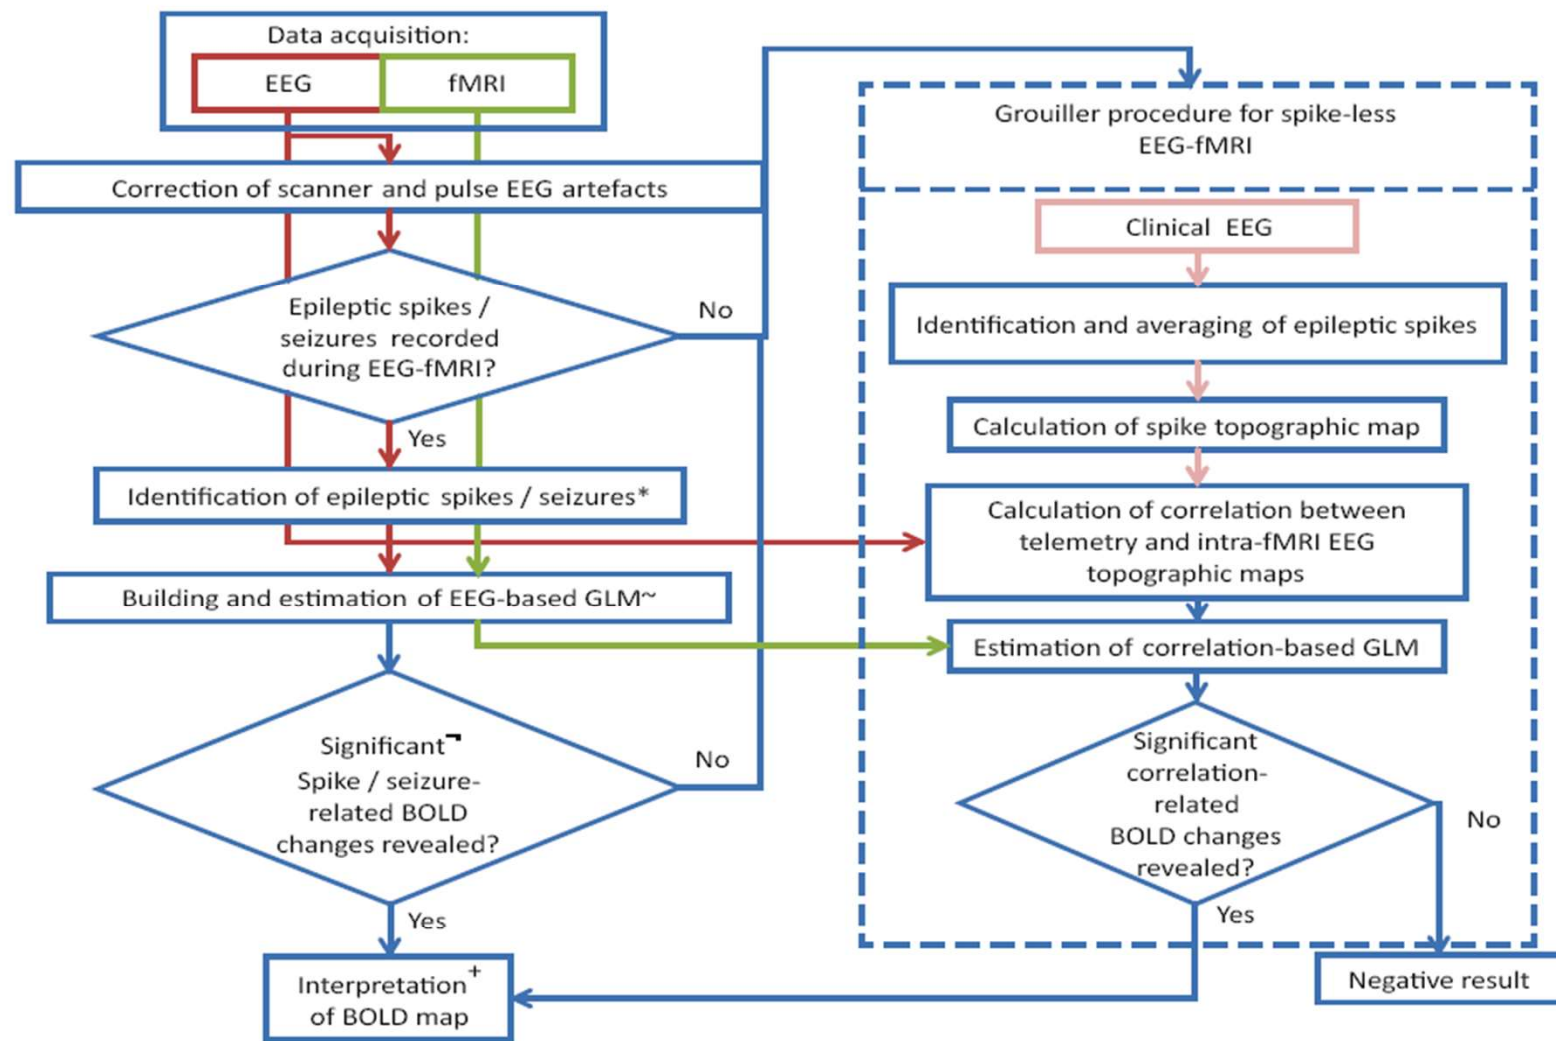 Data acquisition:
EEG
fMRI
Correction of scanner and pulse EEG artefacts
Epileptic spikes /
seizures recorded
during EEG-fMRI?
No
Yes
Identification of epileptic spikes / seizures*
Building and estimation of EEG-based GLM~
Significant¬
Spike / seizure-
related BOLD
changes revealed?
No
Yes
Interpretation+
of BOLD map
Grouiller procedure for spike-less
EEG-fMRI
Clinical EEG
Identification and averaging of epileptic spikes
Calculation of spike topographic map
Calculation of correlation between
telemetry and intra-fMRI EEG
topographic maps
Estimation of correlation-based GLM
Significant
correlation-
related
BOLD changes
revealed?
No
Yes
Negative result